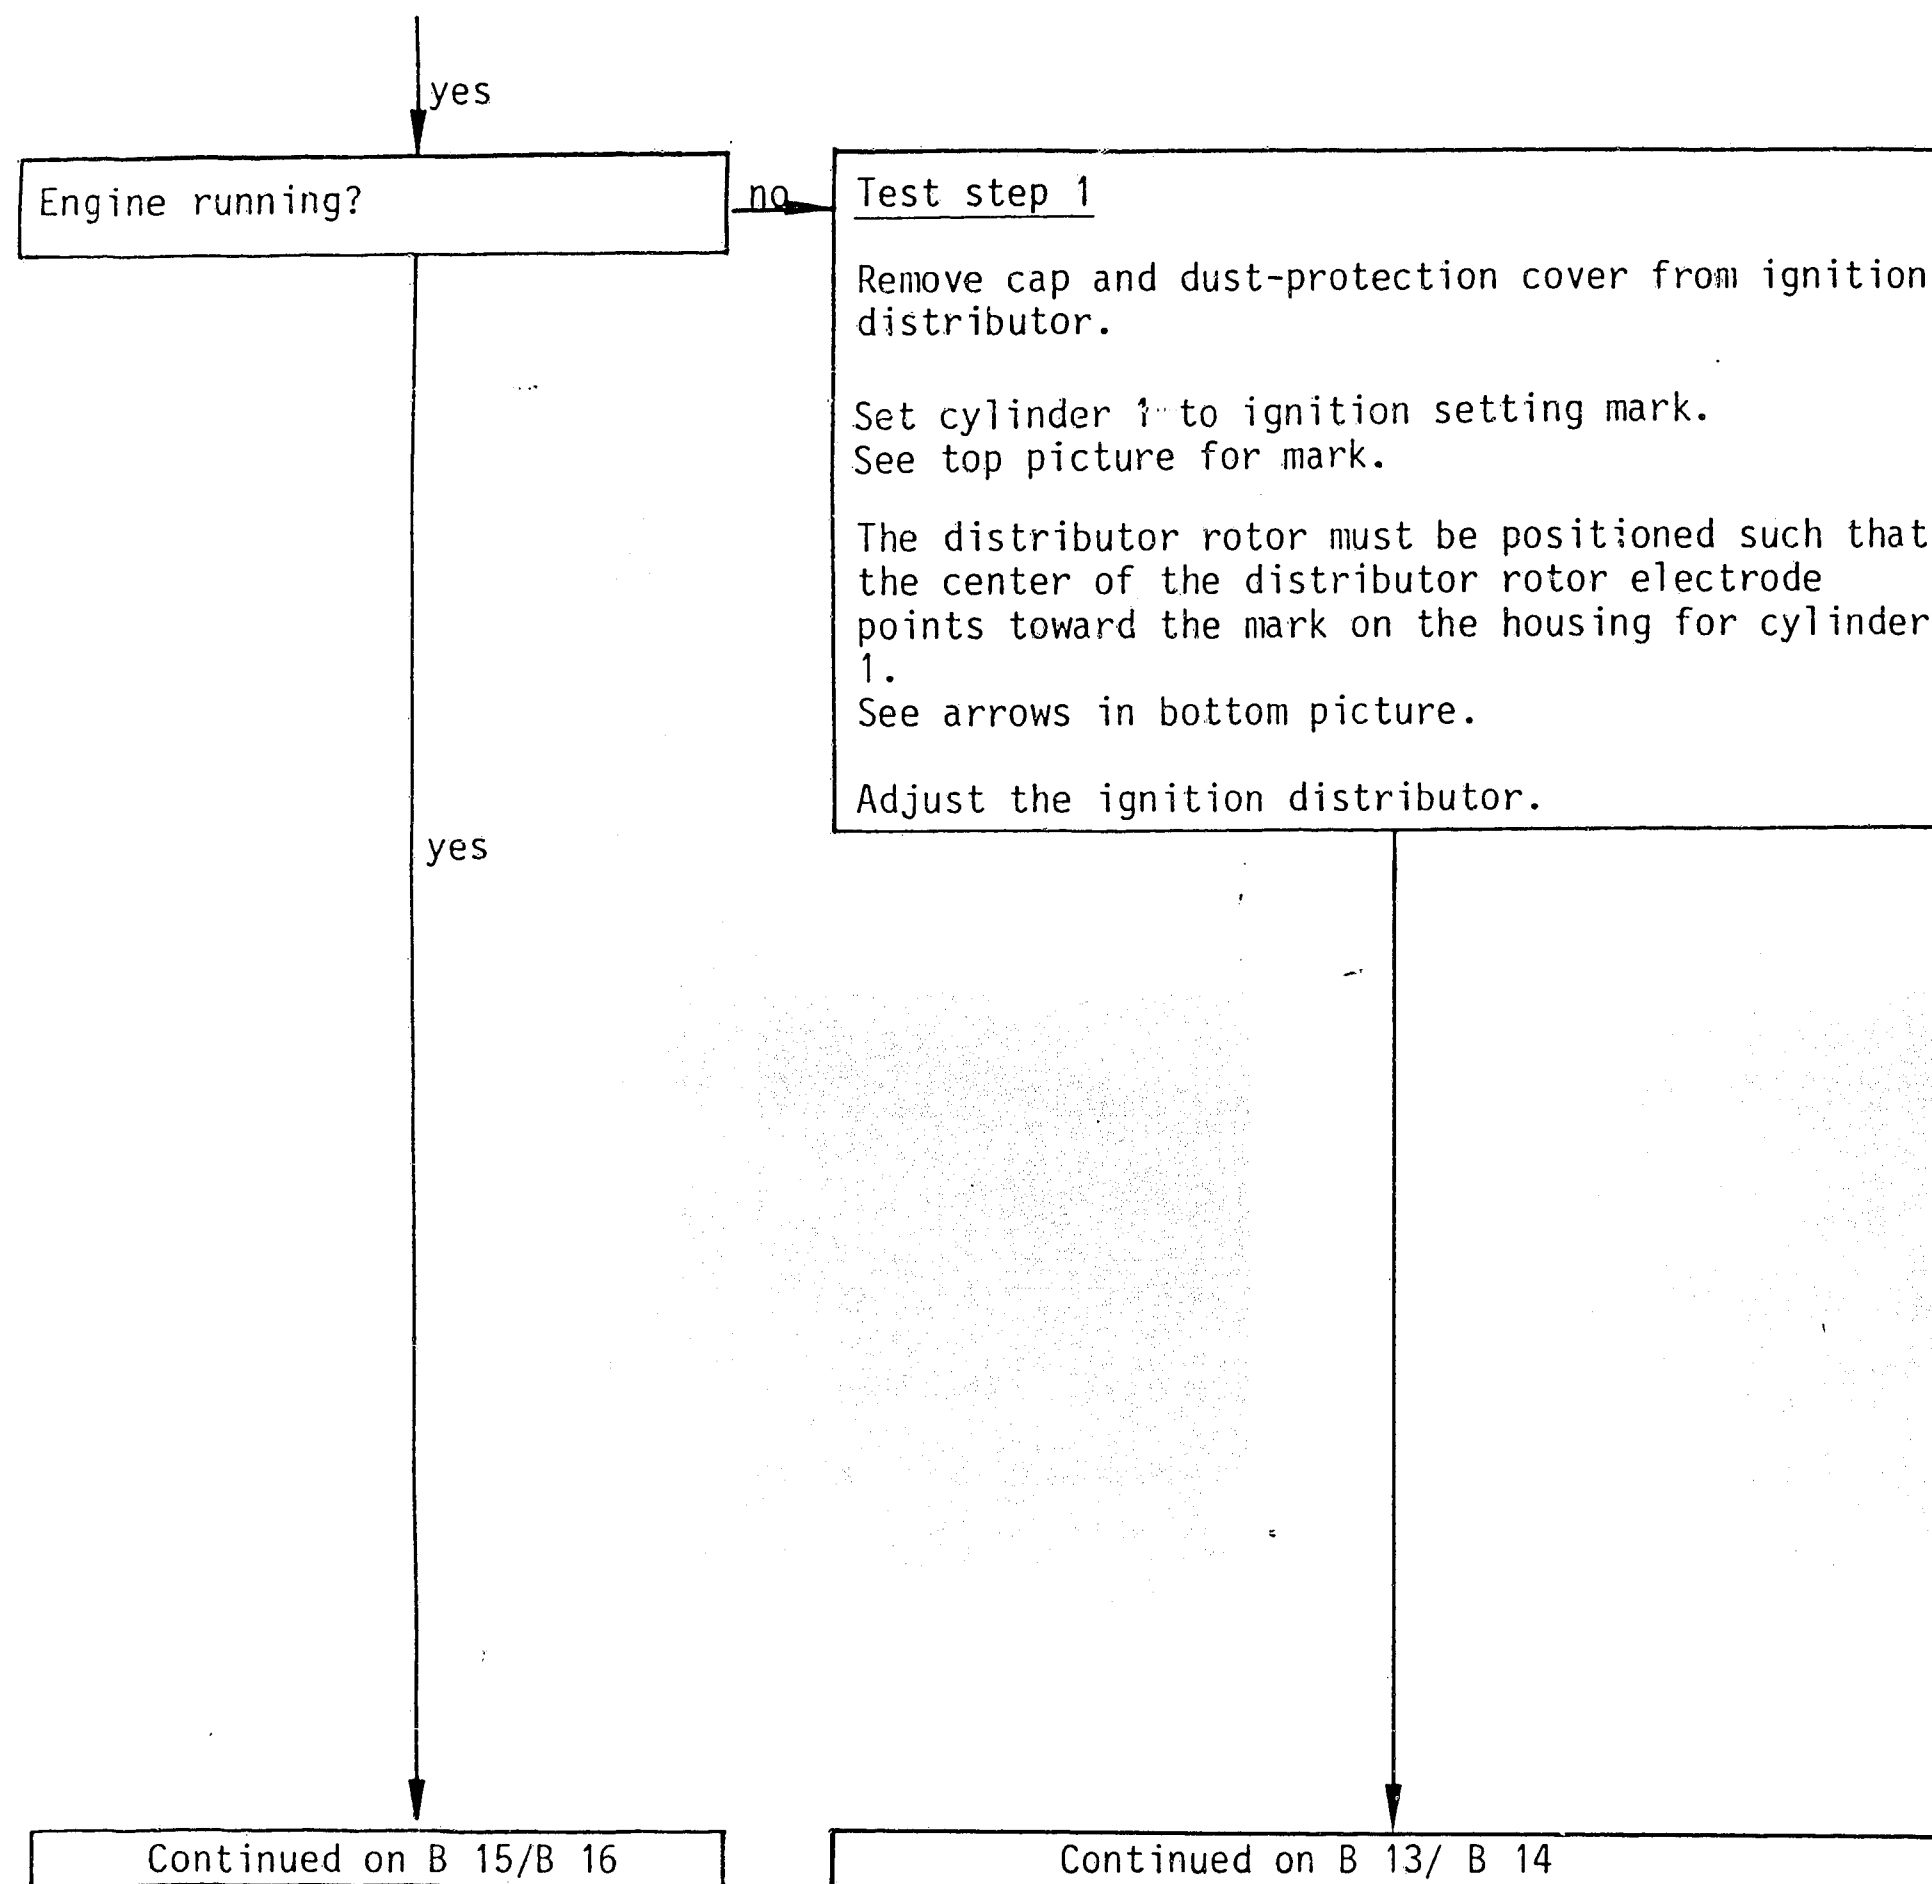 yes
Engine running?
no
Test step 1
Remove cap and dust-protection cover from ignition
distributor.
Set cylinder 1 to ignition setting mark.
See top picture for mark.
The distributor rotor must be positioned such that
the center of the distributor rotor electrode
points toward the mark on the housing for cylinder
1.
See arrows in bottom picture.
Adjust the ignition distributor.
yes
Continued on B 15/B 16
Continued on B 13/ B 14